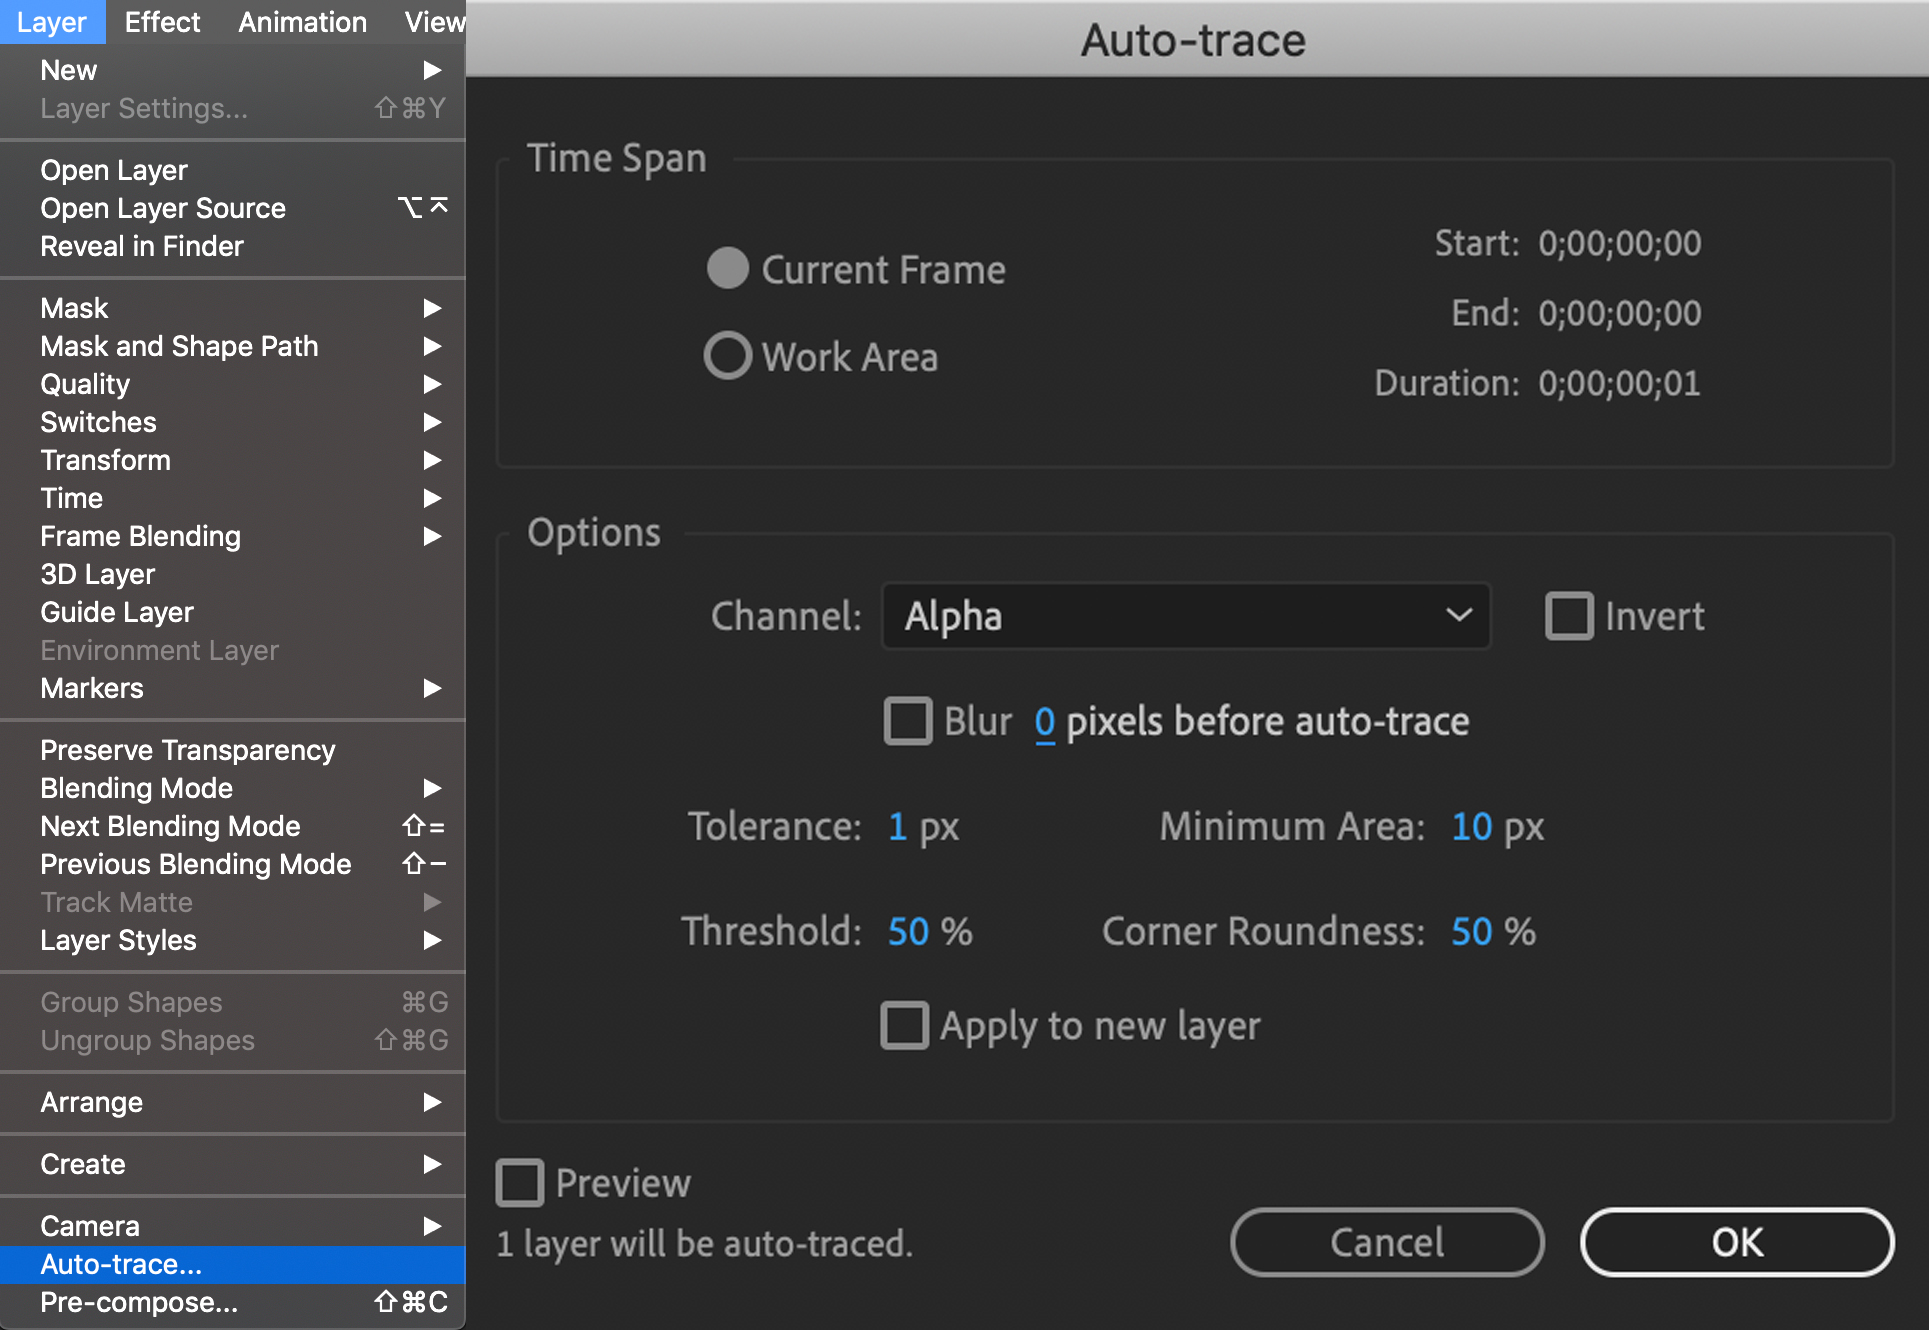 Layer Effect Animation View
New ▶
Layer Settings... ⇧⌘Y
Open Layer
Open Layer Source ⌥⌤
Reveal in Finder
Mask ▶
Mask and Shape Path ▶
Quality ▶
Switches ▶
Transform ▶
Time ▶
Frame Blending ▶
3D Layer
Guide Layer
Environment Layer
Markers ▶
Preserve Transparency
Blending Mode ▶
Next Blending Mode ⇧=
Previous Blending Mode ⇧−
Track Matte ▶
Layer Styles ▶
Group Shapes ⌘G
Ungroup Shapes ⇧⌘G
Arrange ▶
Create ▶
Camera ▶
Auto-trace...
Pre-compose... ⇧⌘C
Auto-trace
Time Span
Current Frame
Work Area
Start: 0;00;00;00
End: 0;00;00;00
Duration: 0;00;00;01
Options
Channel: Alpha Invert
Blur 0 pixels before auto-trace
Tolerance: 1 px Minimum Area: 10 px
Threshold: 50 % Corner Roundness: 50 %
Apply to new layer
Preview
1 layer will be auto-traced.
Cancel OK